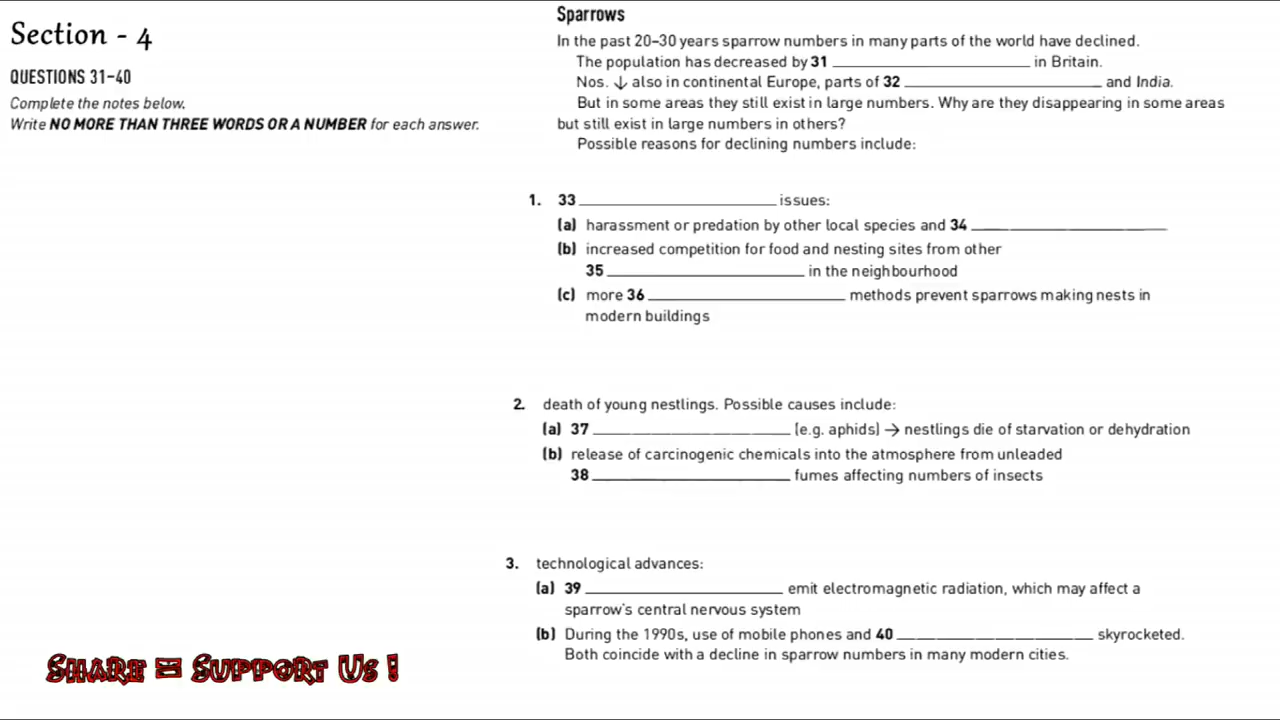 Section - 4
QUESTIONS 31–40
Complete the notes below.
Write NO MORE THAN THREE WORDS OR A NUMBER for each answer.
Sparrows
In the past 20–30 years sparrow numbers in many parts of the world have declined.
The population has decreased by 31 ____________ in Britain.
Nos. ↓ also in continental Europe, parts of 32 ____________ and India.
But in some areas they still exist in large numbers. Why are they disappearing in some areas
but still exist in large numbers in others?
Possible reasons for declining numbers include:
1. 33 ____________ issues:
(a) harassment or predation by other local species and 34 ____________
(b) increased competition for food and nesting sites from other
35 ____________ in the neighbourhood
(c) more 36 ____________ methods prevent sparrows making nests in
modern buildings
2. death of young nestlings. Possible causes include:
(a) 37 ____________ (e.g. aphids) → nestlings die of starvation or dehydration
(b) release of carcinogenic chemicals into the atmosphere from unleaded
38 ____________ fumes affecting numbers of insects
3. technological advances:
(a) 39 ____________ emit electromagnetic radiation, which may affect a
sparrow's central nervous system
(b) During the 1990s, use of mobile phones and 40 ____________ skyrocketed.
Both coincide with a decline in sparrow numbers in many modern cities.
Share = Support Us !